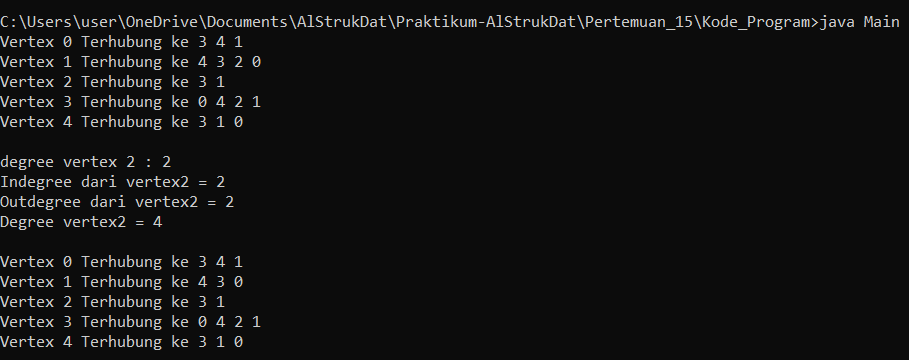 C:\Users\user\OneDrive\Documents\AlStrukDat\Praktikum-AlStrukDat\Pertemuan_15\Kode_Program>java Main
Vertex 0 Terhubung ke 3 4 1
Vertex 1 Terhubung ke 4 3 2 0
Vertex 2 Terhubung ke 3 1
Vertex 3 Terhubung ke 0 4 2 1
Vertex 4 Terhubung ke 3 1 0
degree vertex 2 : 2
Indegree dari vertex2 = 2
Outdegree dari vertex2 = 2
Degree vertex2 = 4
Vertex 0 Terhubung ke 3 4 1
Vertex 1 Terhubung ke 4 3 0
Vertex 2 Terhubung ke 3 1
Vertex 3 Terhubung ke 0 4 2 1
Vertex 4 Terhubung ke 3 1 0